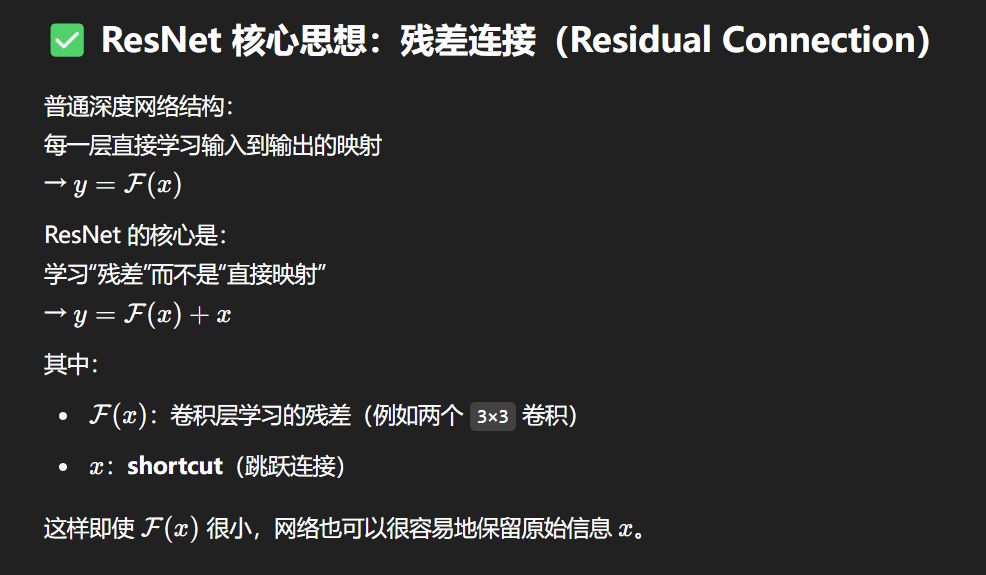 ✅ ResNet 核心思想：残差连接（Residual Connection）
普通深度网络结构：
每一层直接学习输入到输出的映射
→ y = F(x)
ResNet 的核心是：
学习“残差”而不是“直接映射”
→ y = F(x) + x
其中：
• F(x)：卷积层学习的残差（例如两个 3×3 卷积）
• x：shortcut（跳跃连接）
这样即使 F(x) 很小，网络也可以很容易地保留原始信息 x。